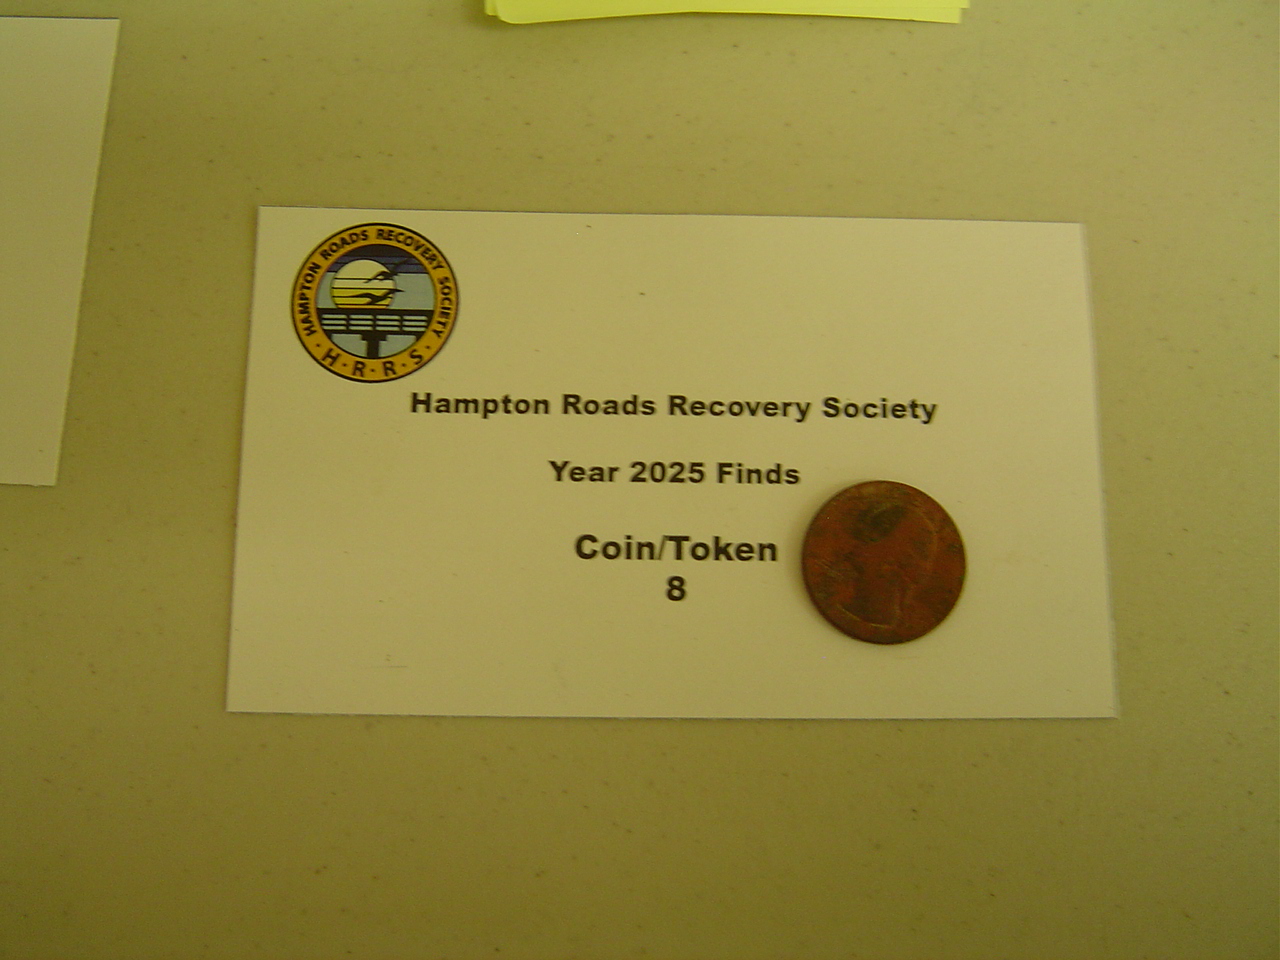 HAMPTON ROADS RECOVERY SOCIETY
· H · R · R · S ·
Hampton Roads Recovery Society
Year 2025 Finds
Coin/Token
8